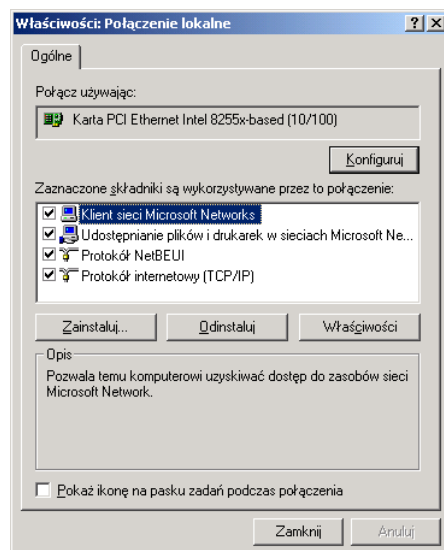 Właściwości: Połączenie lokalne
Ogólne
Połącz używając:
Karta PCI Ethernet Intel 8255x-based (10/100)
Konfiguruj
Zaznaczone składniki są wykorzystywane przez to połączenie:
Klient sieci Microsoft Networks
Udostępnianie plików i drukarek w sieciach Microsoft Ne...
Protokół NetBEUI
Protokół internetowy (TCP/IP)
Zainstaluj... Odinstaluj Właściwości
Opis
Pozwala temu komputerowi uzyskiwać dostęp do zasobów sieci
Microsoft Network.
Pokaż ikonę na pasku zadań podczas połączenia
Zamknij Anuluj